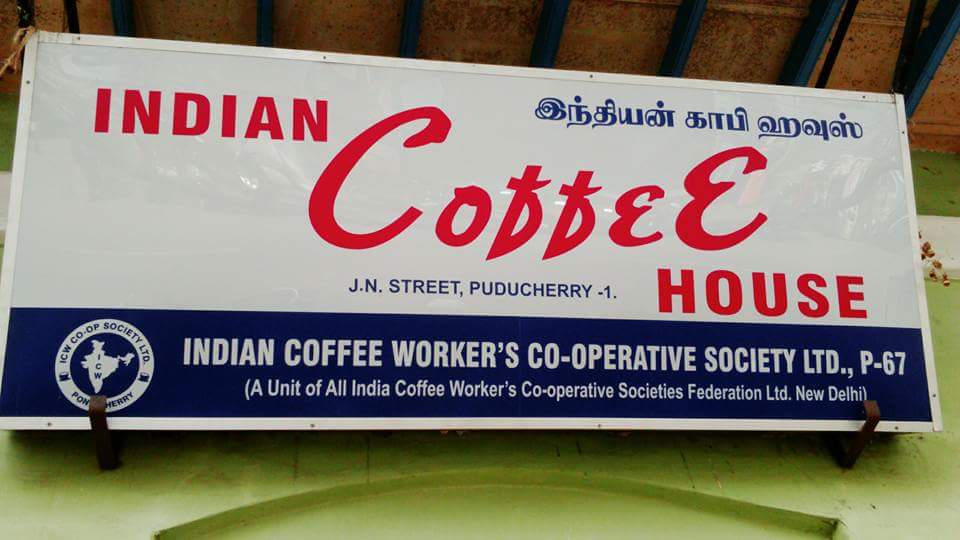 INDIAN
இந்தியன் காபி ஹவுஸ்
CoffeE
HOUSE
J.N. STREET, PUDUCHERRY -1.
ICW CO-OP SOCIETY LTD.
ICW
PONDICHERRY
INDIAN COFFEE WORKER'S CO-OPERATIVE SOCIETY LTD., P-67
(A Unit of All India Coffee Worker's Co-operative Societies Federation Ltd. New Delhi)